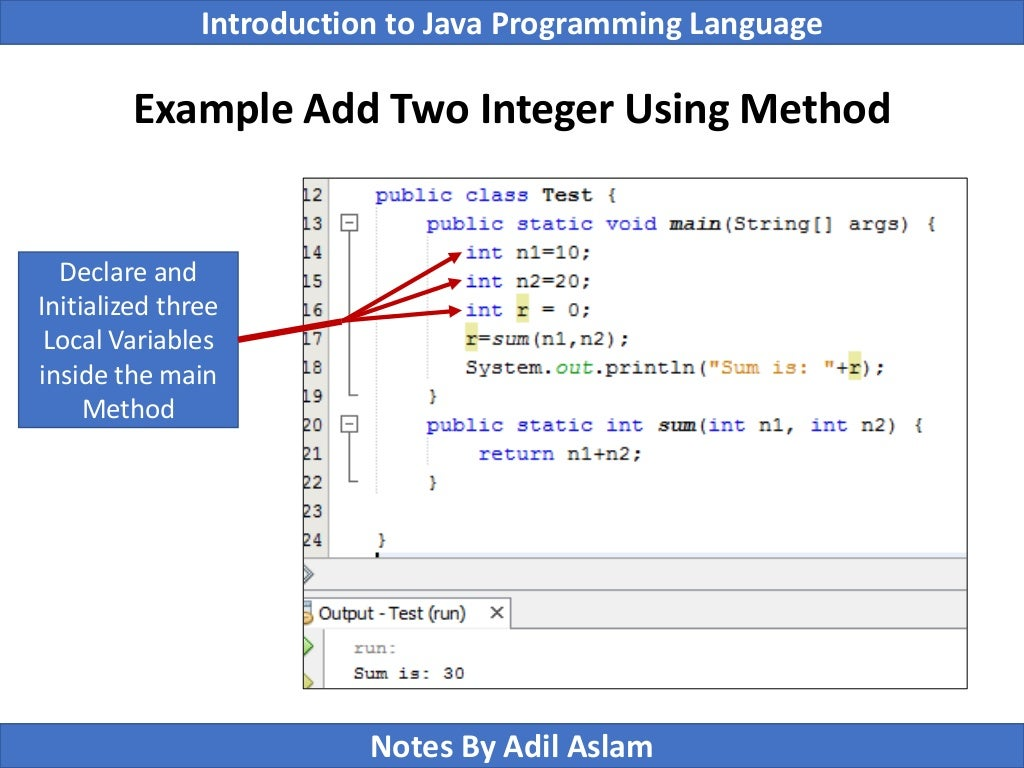 Introduction to Java Programming Language
Example Add Two Integer Using Method
Declare and
Initialized three
Local Variables
inside the main
Method
12 public class Test {
13 public static void main(String[] args) {
14 int n1=10;
15 int n2=20;
16 int r = 0;
17 r=sum(n1,n2);
18 System.out.println("Sum is: "+r);
19 }
20 public static int sum(int n1, int n2) {
21 return n1+n2;
22 }
23
24 }
Output - Test (run)
run:
Sum is: 30
Notes By Adil Aslam